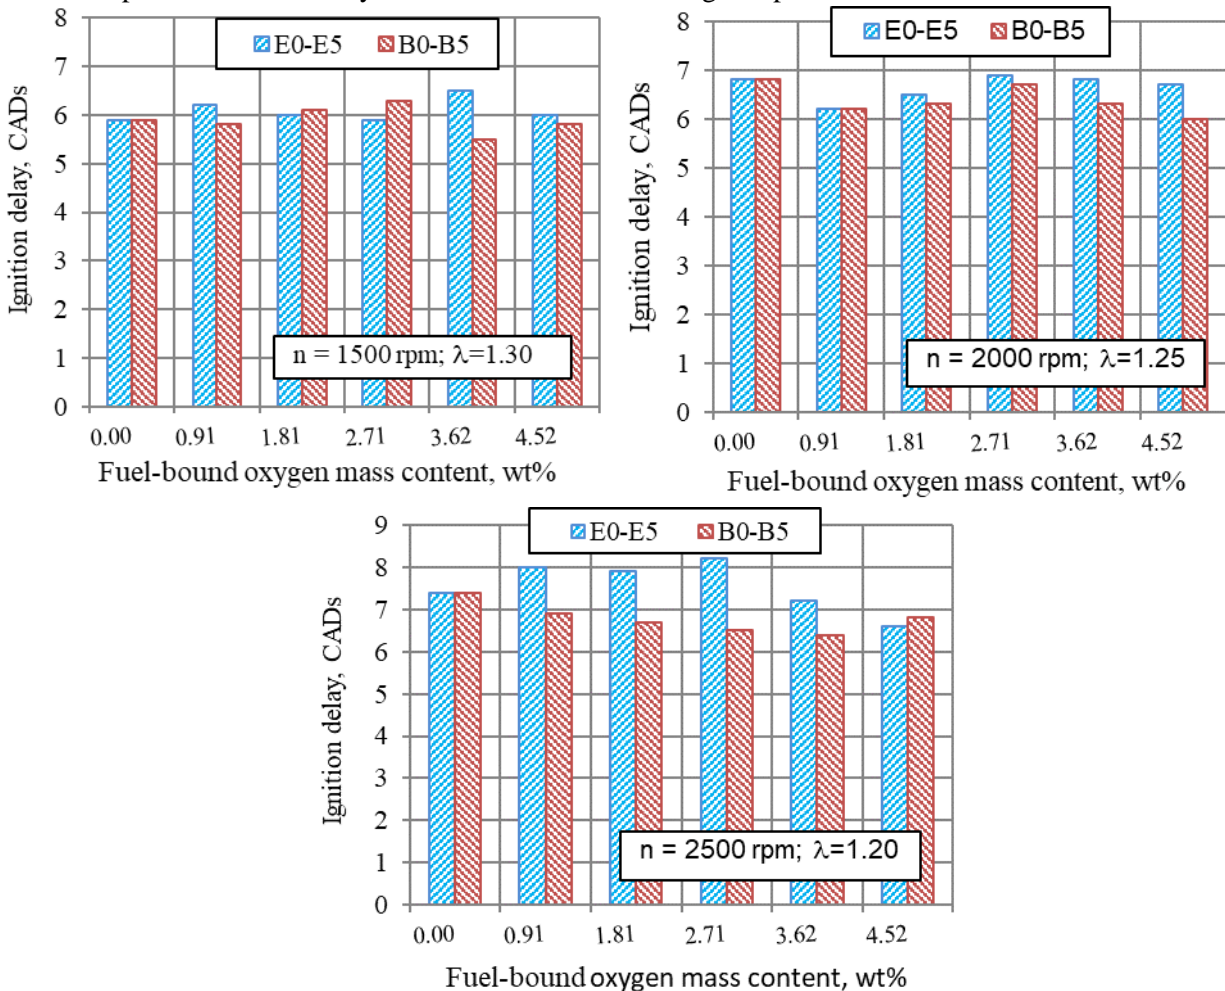 8
7
6
5
4
3
2
1
0
E0-E5 B0-B5
Ignition delay, CADs
n = 1500 rpm; λ=1.30
0.00 0.91 1.81 2.71 3.62 4.52
Fuel-bound oxygen mass content, wt%
8
7
6
5
4
3
2
1
0
E0-E5 B0-B5
Ignition delay, CADs
n = 2000 rpm; λ=1.25
0.00 0.91 1.81 2.71 3.62 4.52
Fuel-bound oxygen mass content, wt%
9
8
7
6
5
4
3
2
1
0
E0-E5 B0-B5
Ignition delay, CADs
n = 2500 rpm; λ=1.20
0.00 0.91 1.81 2.71 3.62 4.52
Fuel-bound oxygen mass content, wt%